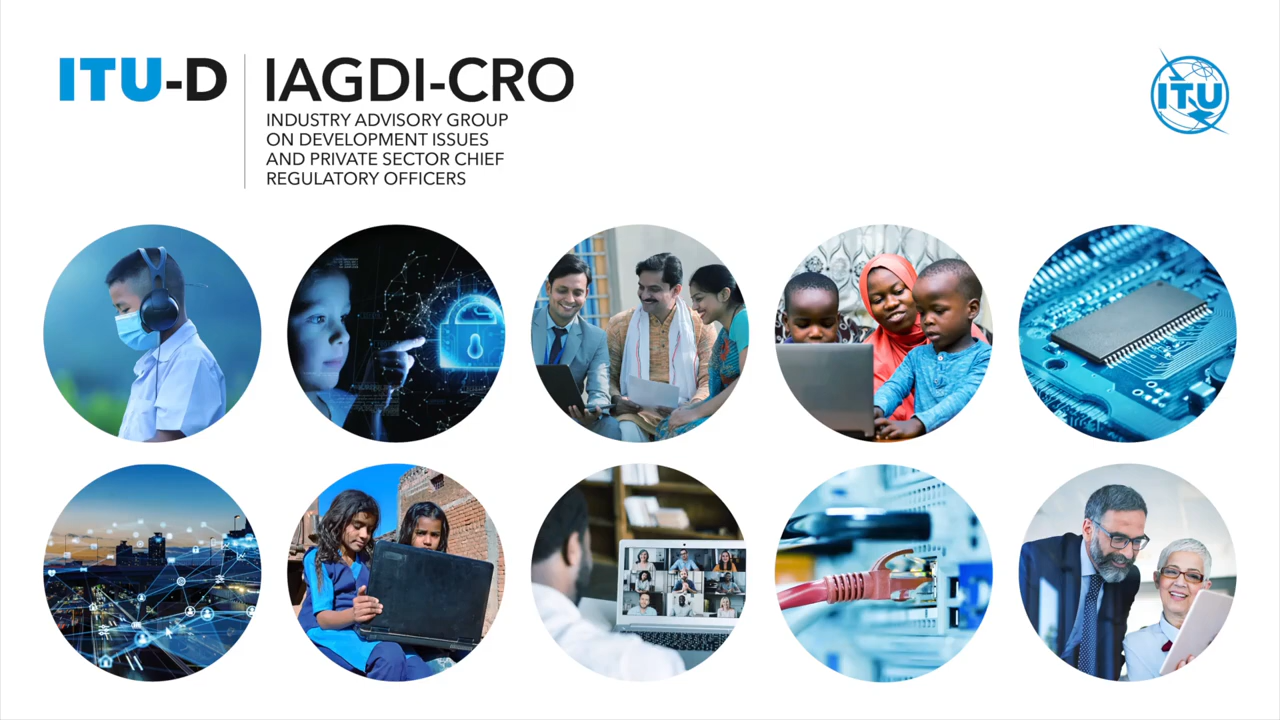 ITU-D
IAGDI-CRO
INDUSTRY ADVISORY GROUP
ON DEVELOPMENT ISSUES
AND PRIVATE SECTOR CHIEF
REGULATORY OFFICERS
ITU